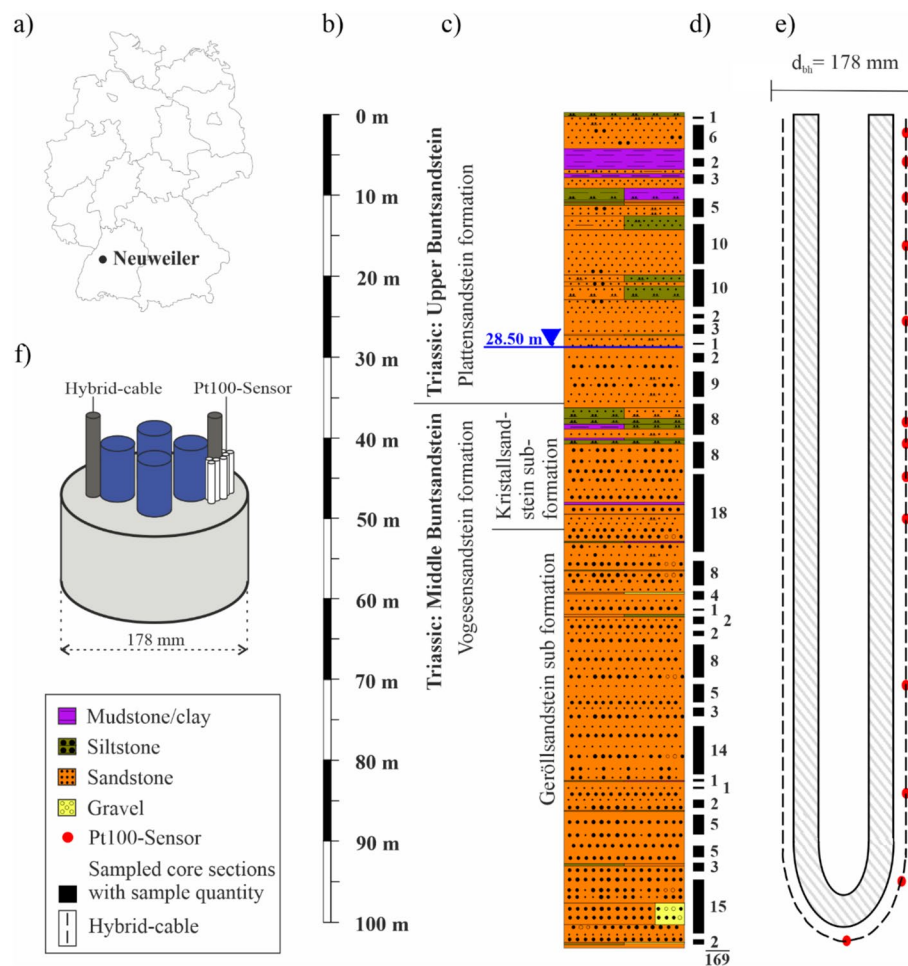 a)
Neuweiler
b)
0 m
10 m
20 m
30 m
40 m
50 m
60 m
70 m
80 m
90 m
100 m
c)
Triassic: Upper Buntsandstein
Plattensandstein formation
28.50 m
Triassic: Middle Buntsandstein
Vogesensandstein formation
Kristallsand-
stein sub-
formation
Geröllsandstein sub formation
d)
1
6
2
3
5
10
10
2
3
1
2
9
8
8
18
8
4
1
2
2
8
5
3
14
1
1
2
5
5
3
15
2
169
e)
dbh= 178 mm
f)
Hybrid-cable
Pt100-Sensor
178 mm
Mudstone/clay
Siltstone
Sandstone
Gravel
Pt100-Sensor
Sampled core sections
with sample quantity
Hybrid-cable